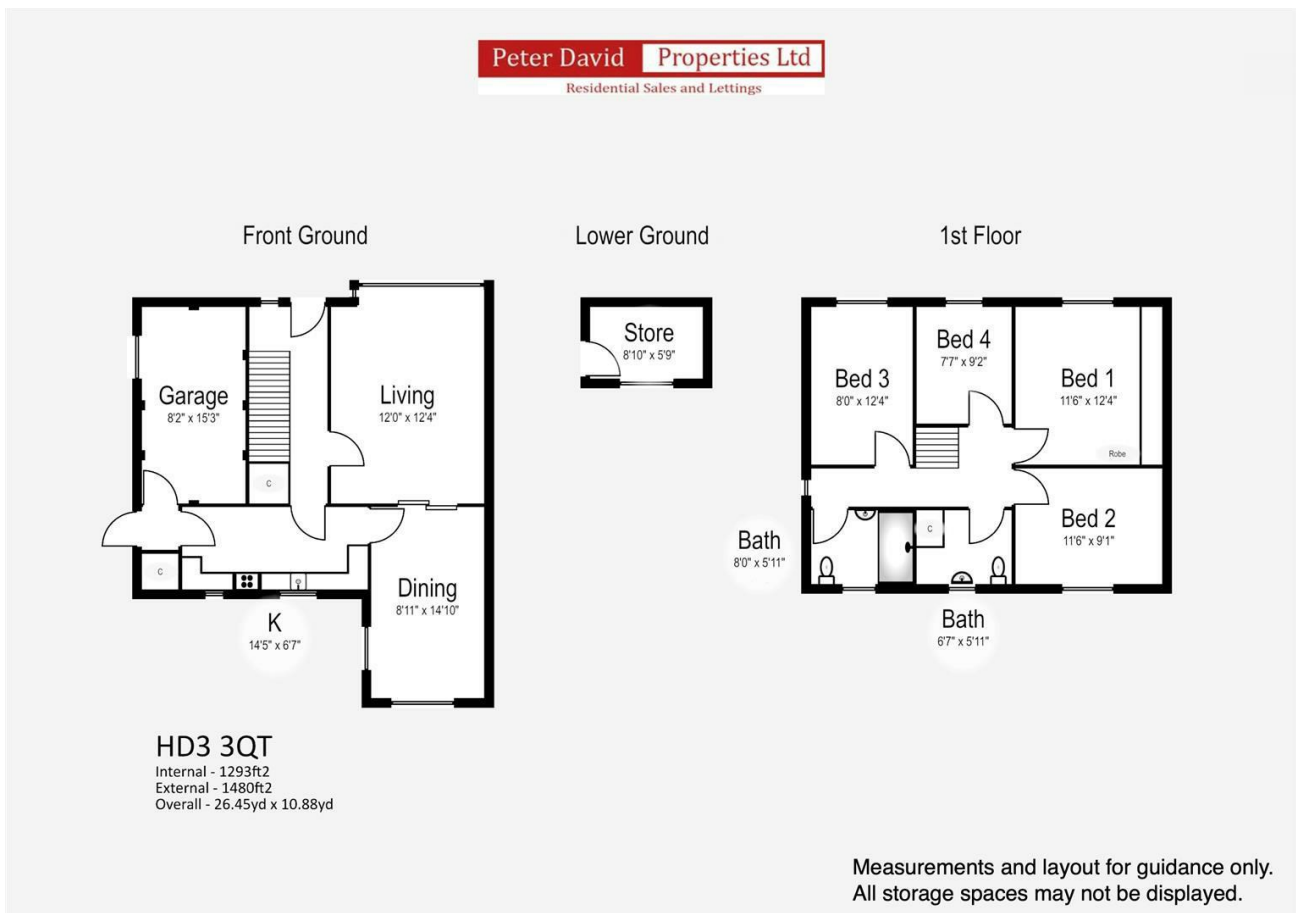 Peter David Properties Ltd
Residential Sales and Lettings
Front Ground
Lower Ground
1st Floor
Garage
8'2" x 15'3"
C
Living
12'0" x 12'4"
C
K
14'5" x 6'7"
Dining
8'11" x 14'10"
Store
8'10" x 5'9"
Bed 3
8'0" x 12'4"
Bed 4
7'7" x 9'2"
Bed 1
11'6" x 12'4"
Robe
Bed 2
11'6" x 9'1"
C
Bath
8'0" x 5'11"
Bath
6'7" x 5'11"
HD3 3QT
Internal - 1293ft2
External - 1480ft2
Overall - 26.45yd x 10.88yd
Measurements and layout for guidance only.
All storage spaces may not be displayed.